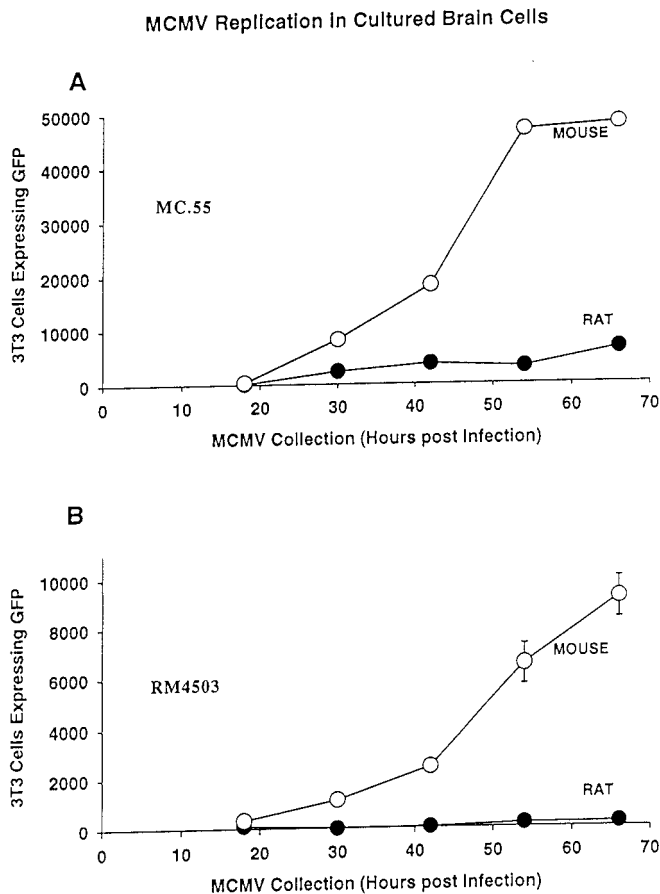 MCMV Replication in Cultured Brain Cells
A
50000
40000
30000
20000
10000
0
3T3 Cells Expressing GFP
MC.55
MOUSE
RAT
0 10 20 30 40 50 60 70
MCMV Collection (Hours post Infection)
B
10000
8000
6000
4000
2000
0
3T3 Cells Expressing GFP
RM4503
MOUSE
RAT
0 10 20 30 40 50 60 70
MCMV Collection (Hours post Infection)